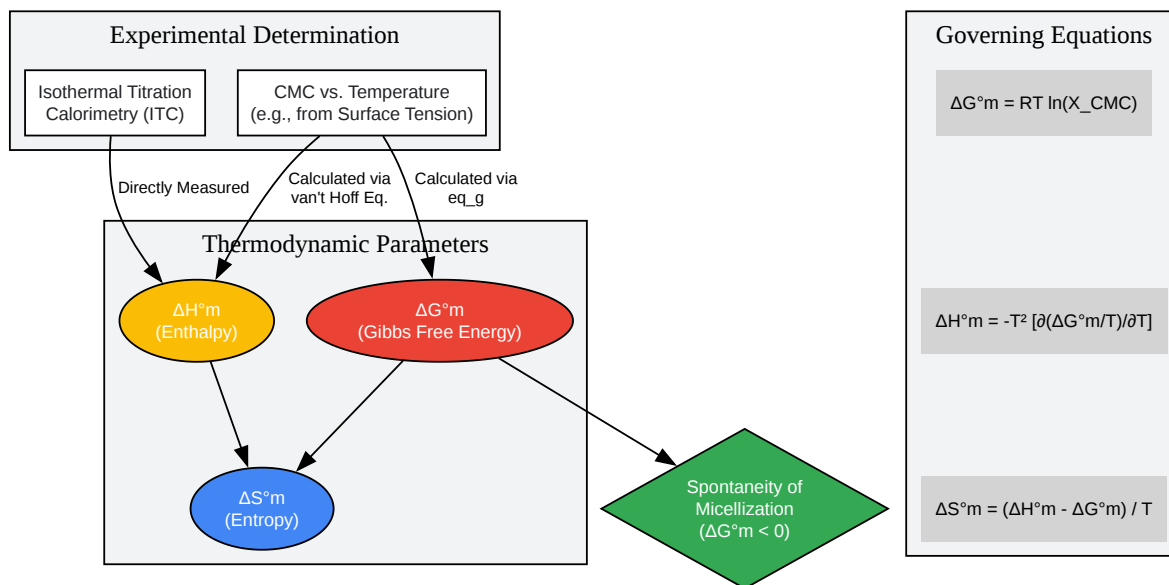 Experimental Determination
Isothermal Titration
Calorimetry (ITC)
CMC vs. Temperature
(e.g., from Surface Tension)
Directly Measured
Calculated via
van't Hoff Eq.
Calculated via
eq_g
Thermodynamic Parameters
ΔH°m
(Enthalpy)
ΔG°m
(Gibbs Free Energy)
ΔS°m
(Entropy)
Spontaneity of
Micellization
(ΔG°m < 0)
Governing Equations
ΔG°m = RT ln(X_CMC)
ΔH°m = -T² [∂(ΔG°m/T)/∂T]
ΔS°m = (ΔH°m - ΔG°m) / T